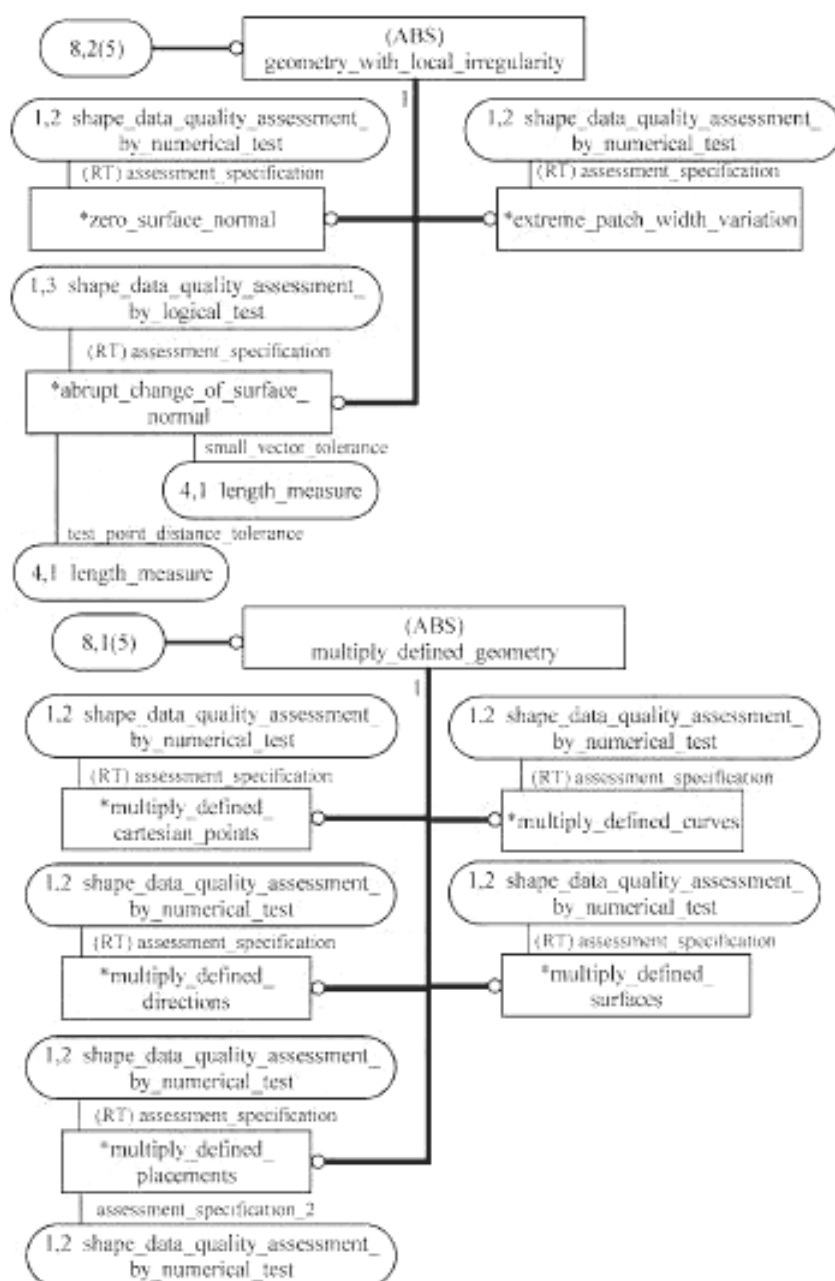 8,2(5)
(ABS)
geometry_with_local_irregularity
1
1,2 shape_data_quality_assessment_
by_numerical_test
1,2 shape_data_quality_assessment_
by_numerical_test
(RT) assessment_specification
(RT) assessment_specification
*zero_surface_normal
*extreme_patch_width_variation
1,3 shape_data_quality_assessment_
by_logical_test
(RT) assessment_specification
*abrupt_change_of_surface_
normal
small_vector_tolerance
4,1 length_measure
test_point_distance_tolerance
4,1 length_measure
8,1(5)
(ABS)
multiply_defined_geometry
1
1,2 shape_data_quality_assessment_
by_numerical_test
1,2 shape_data_quality_assessment_
by_numerical_test
(RT) assessment_specification
(RT) assessment_specification
*multiply_defined_
cartesian_points
*multiply_defined_curves
1,2 shape_data_quality_assessment_
by_numerical_test
1,2 shape_data_quality_assessment_
by_numerical_test
(RT) assessment_specification
(RT) assessment_specification
*multiply_defined_
directions
*multiply_defined_
surfaces
1,2 shape_data_quality_assessment_
by_numerical_test
(RT) assessment_specification
*multiply_defined_
placements
assessment_specification_2
1,2 shape_data_quality_assessment_
by_numerical_test